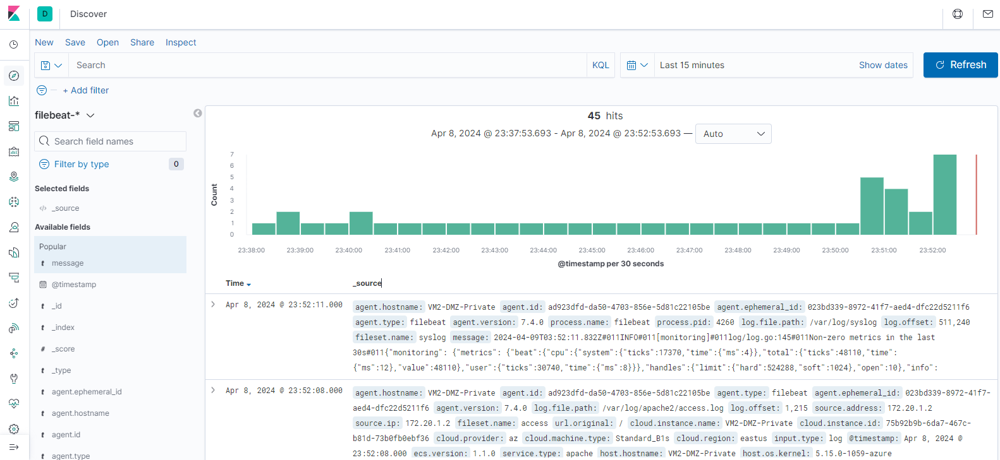 D Discover
New Save Open Share Inspect
Search KQL Last 15 minutes Show dates Refresh
+ Add filter
filebeat-*
Search field names
Filter by type 0
Selected fields
_source
Available fields
Popular
t message
@timestamp
t _id
t _index
# _score
t _type
t agent.ephemeral_id
t agent.hostname
t agent.id
t agent.type
45 hits
Apr 8, 2024 @ 23:37:53.693 - Apr 8, 2024 @ 23:52:53.693 — Auto
Count
7
6
5
4
3
2
1
0
23:38:00 23:39:00 23:40:00 23:41:00 23:42:00 23:43:00 23:44:00 23:45:00 23:46:00 23:47:00 23:48:00 23:49:00 23:50:00 23:51:00 23:52:00
@timestamp per 30 seconds
Time _source
Apr 8, 2024 @ 23:52:11.000 agent.hostname: VM2-DMZ-Private agent.id: ad923dfd-da50-4703-856e-5d81c22105be agent.ephemeral_id: 023bd339-8972-41f7-aed4-dfc22d5211f6
agent.type: filebeat agent.version: 7.4.0 process.name: filebeat process.pid: 4260 log.file.path: /var/log/syslog log.offset: 511,240
fileset.name: syslog message: 2024-04-09T03:52:11.832Z#011INFO#011[monitoring]#011log/log.go:145#011Non-zero metrics in the last
30s#011{"monitoring": {"metrics": {"beat":{"cpu":{"system":{"ticks":17370,"time":{"ms":4}},"total":{"ticks":48110,"time":
{"ms":12},"value":48110},"user":{"ticks":30740,"time":{"ms":8}}},"handles":{"limit":{"hard":524288,"soft":1024},"open":10},"info":
Apr 8, 2024 @ 23:52:08.000 agent.hostname: VM2-DMZ-Private agent.id: ad923dfd-da50-4703-856e-5d81c22105be agent.type: filebeat agent.ephemeral_id: 023bd339-8972-41f7-
aed4-dfc22d5211f6 agent.version: 7.4.0 log.file.path: /var/log/apache2/access.log log.offset: 1,215 source.address: 172.20.1.2
source.ip: 172.20.1.2 fileset.name: access url.original: / cloud.instance.name: VM2-DMZ-Private cloud.instance.id: 75b92b9b-6da7-467c-
b81d-73b0fb0ebf36 cloud.provider: az cloud.machine.type: Standard_B1s cloud.region: eastus input.type: log @timestamp: Apr 8, 2024 @
23:52:08.000 ecs.version: 1.1.0 service.type: apache host.hostname: VM2-DMZ-Private host.os.kernel: 5.15.0-1059-azure